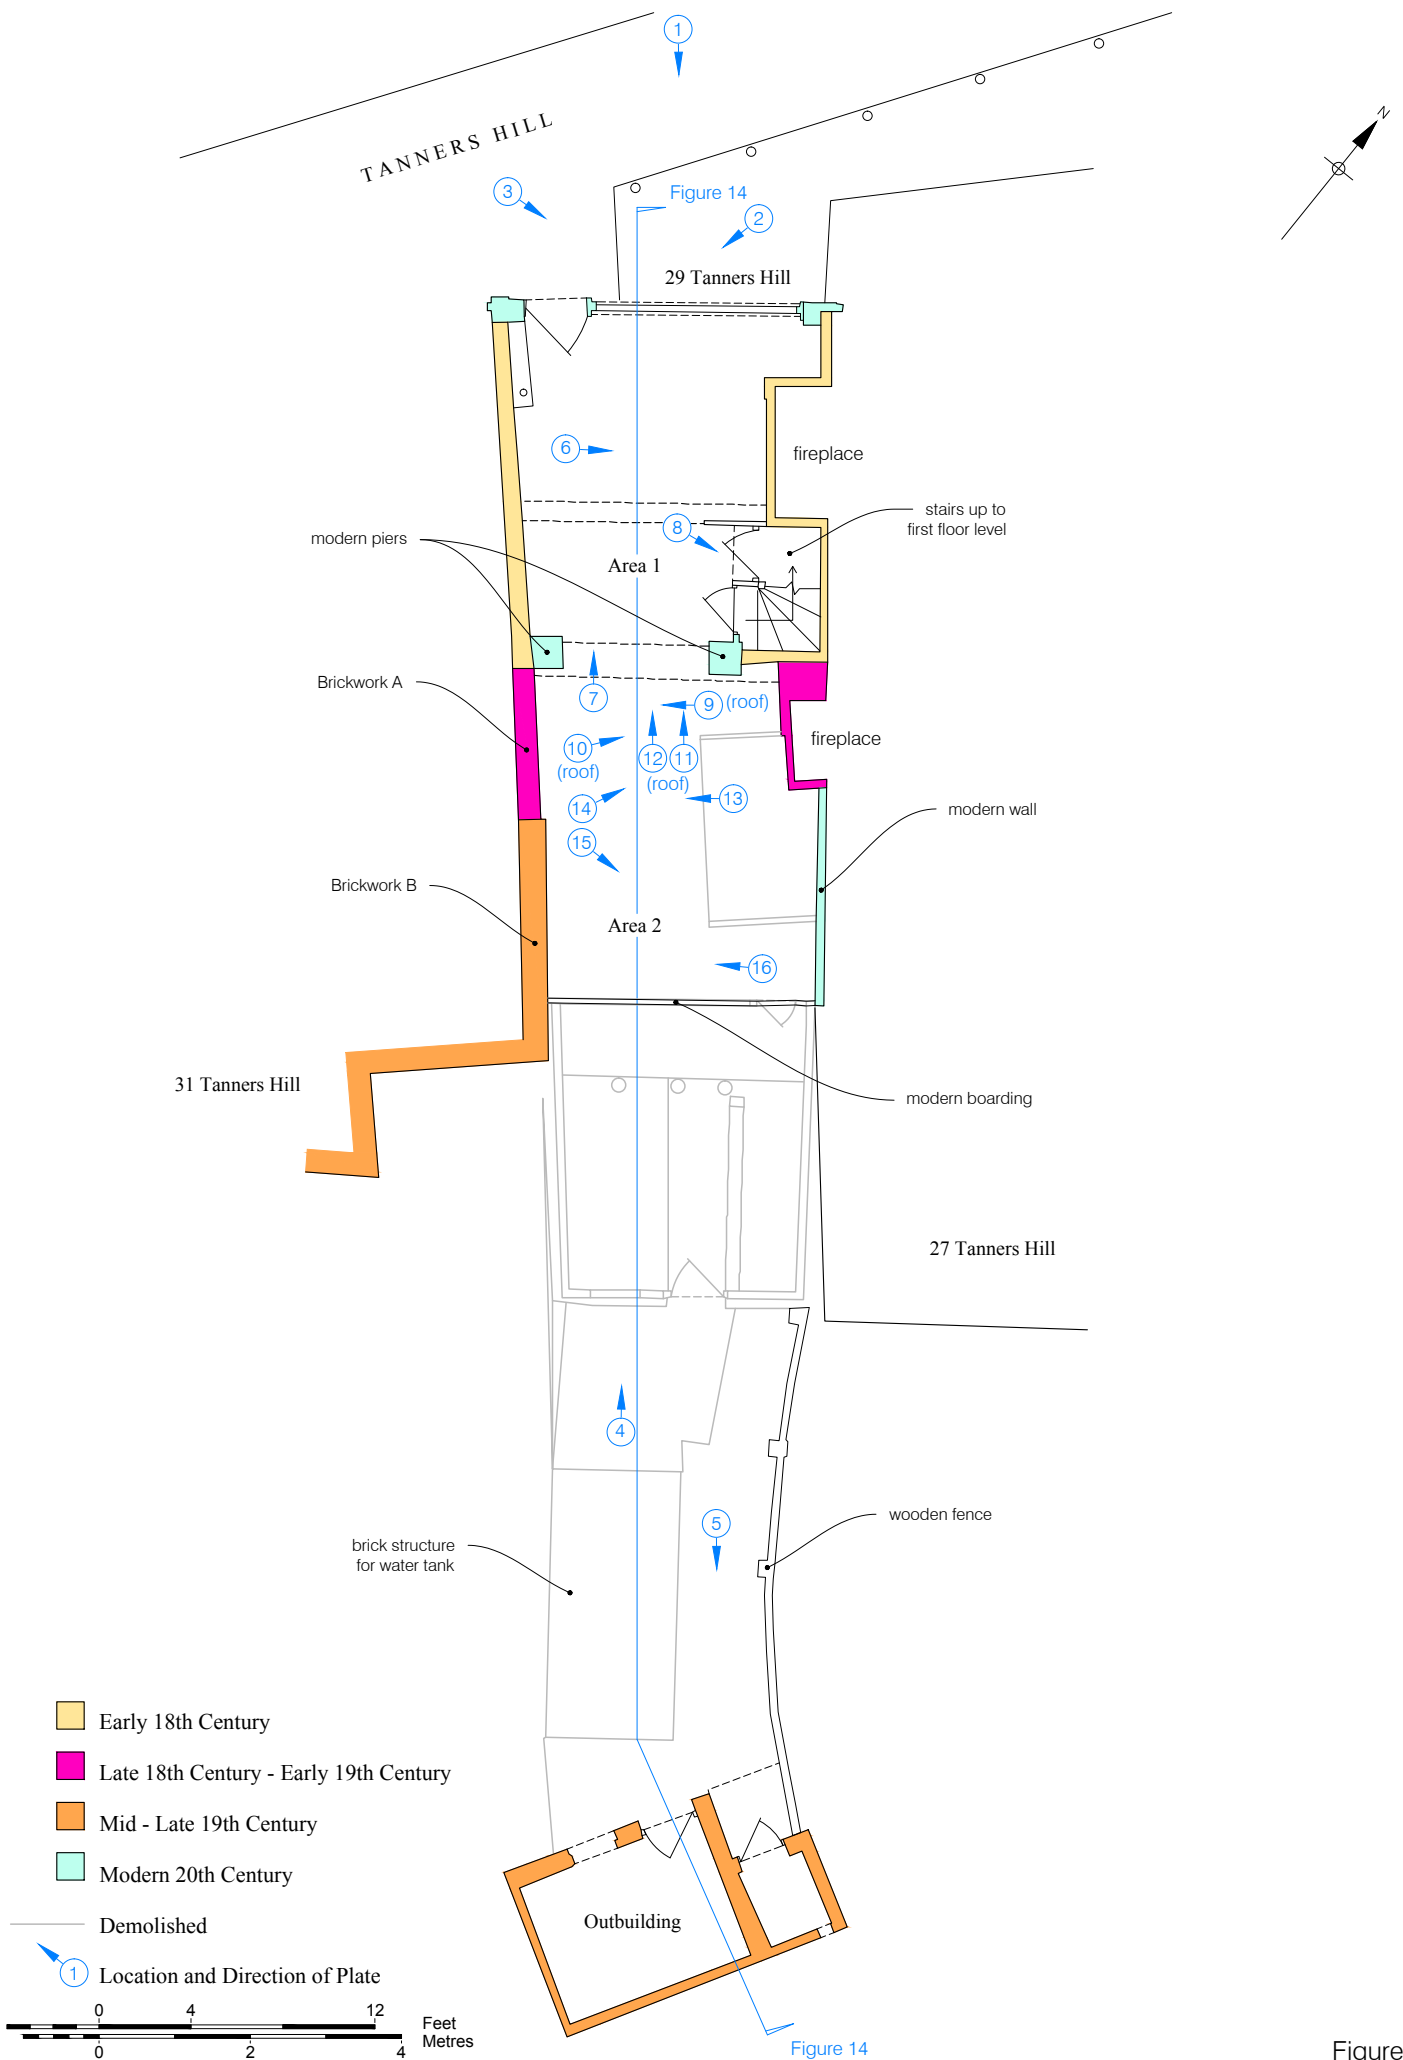 1
TANNERS HILL
3
Figure 14
2
N
29 Tanners Hill
6
fireplace
8
stairs up to
first floor level
modern piers
Area 1
Brickwork A
7
9 (roof)
10
(roof)
12
11
(roof)
fireplace
14
13
modern wall
15
Brickwork B
Area 2
16
31 Tanners Hill
modern boarding
27 Tanners Hill
4
5
wooden fence
brick structure
for water tank
Early 18th Century
Late 18th Century - Early 19th Century
Mid - Late 19th Century
Modern 20th Century
Demolished
1
Location and Direction of Plate
Outbuilding
0 4 12
Feet
Metres
0 2 4
Figure 14
Figure